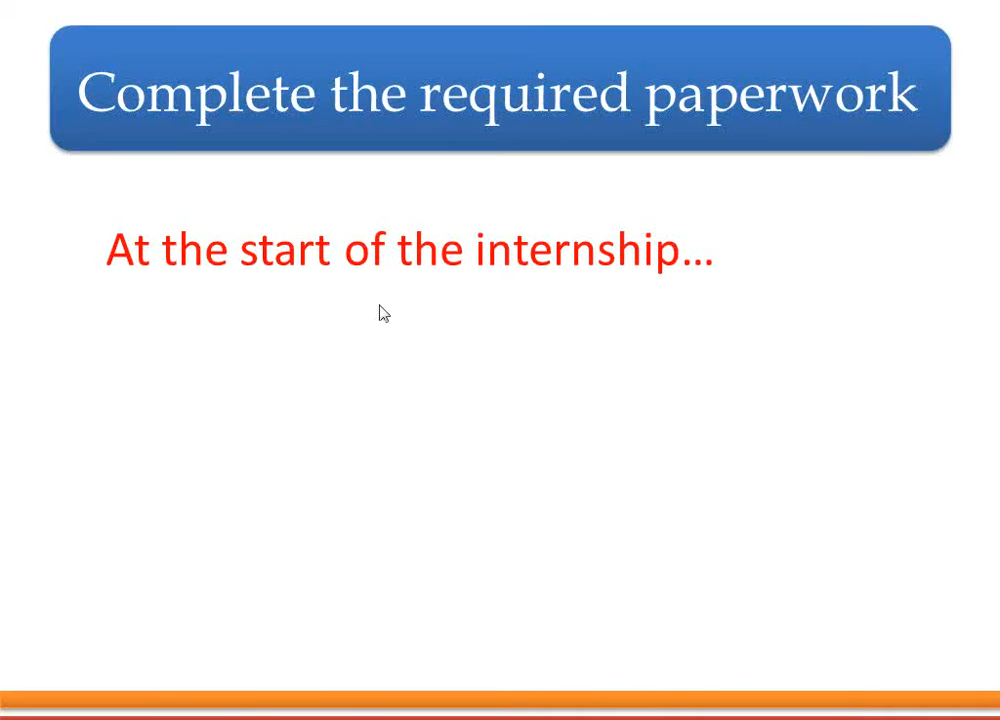 Complete the required paperwork
At the start of the internship...